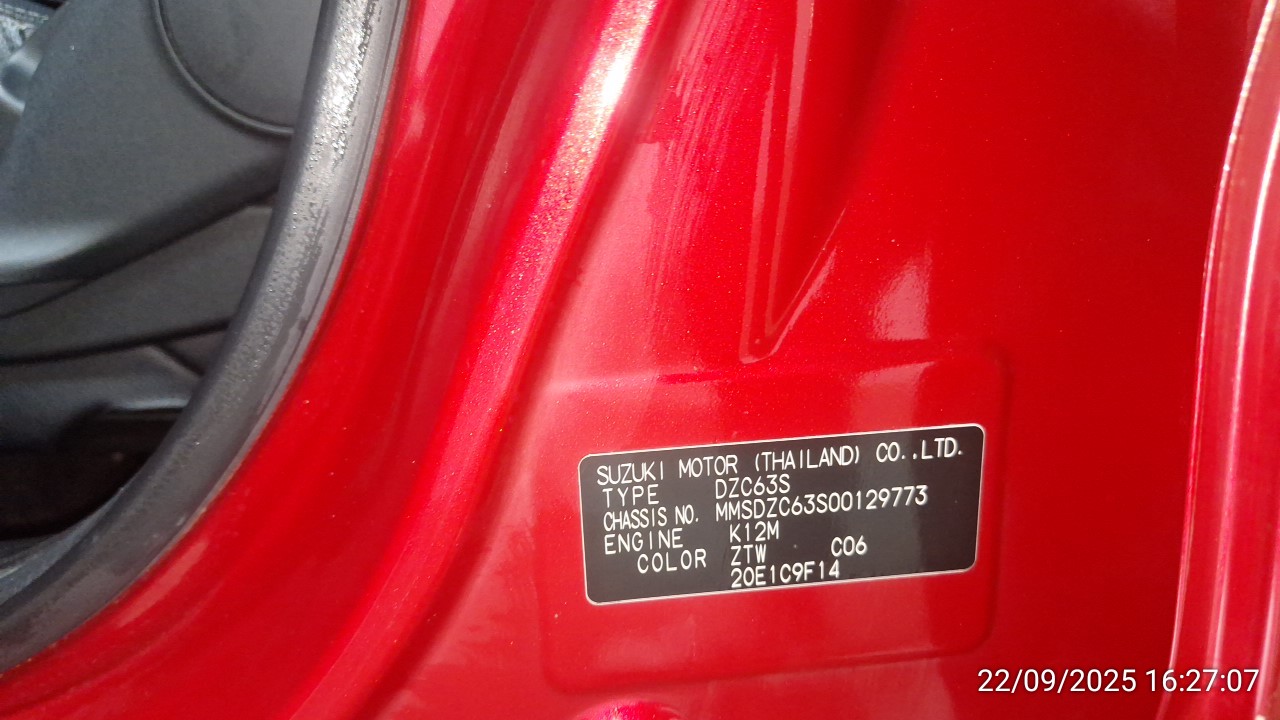 SUZUKI MOTOR (THAILAND) CO.,LTD.
TYPE DZC63S
CHASSIS NO. MMSDZC63S00129773
ENGINE K12M
COLOR ZTW C06
20E1C9F14
22/09/2025 16:27:07